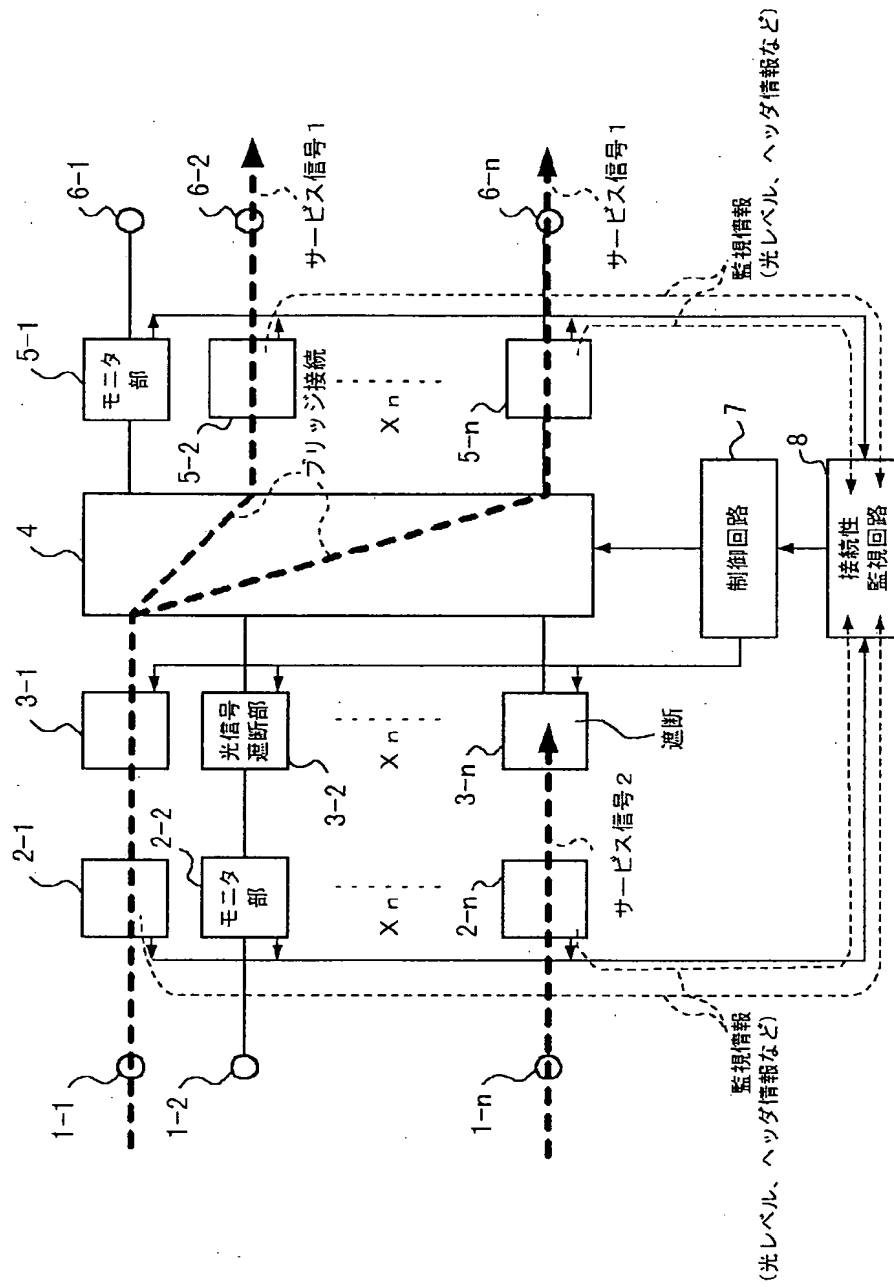 1-1
2-1
3-1
4
5-1
モニタ
部
6-1
1-2
2-2
モニタ
部
光信号
遮断部
3-2
5-2
6-2
サービス信号1
ブリッジ接続
Xn
Xn
Xn
1-n
2-n
サービス信号2
3-n
遮断
5-n
6-n
サービス信号1
制御回路
7
接続性
監視回路
8
監視情報
(光レベル、ヘッダ情報など)
監視情報
(光レベル、ヘッダ情報など)